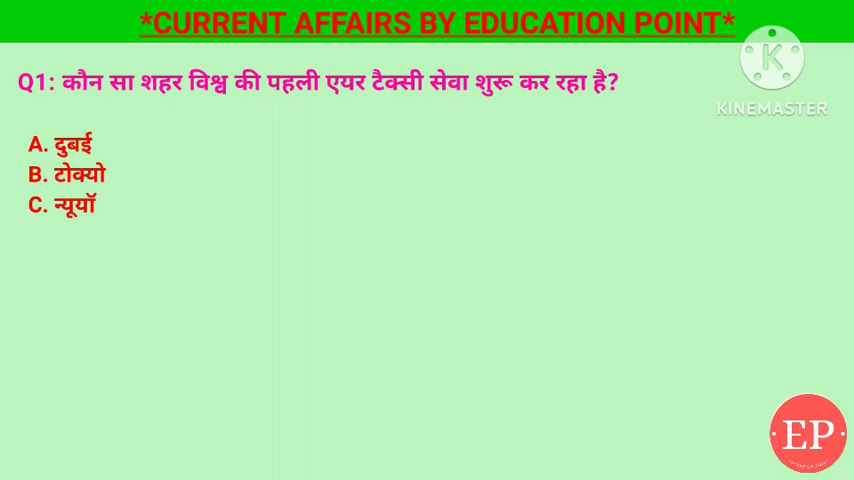 *CURRENT AFFAIRS BY EDUCATION POINT*
KINEMASTER
Q1: कौन सा शहर विश्व की पहली एयर टैक्सी सेवा शुरू कर रहा है?
A. दुबई
B. टोक्यो
C. न्यूयॉ
EP